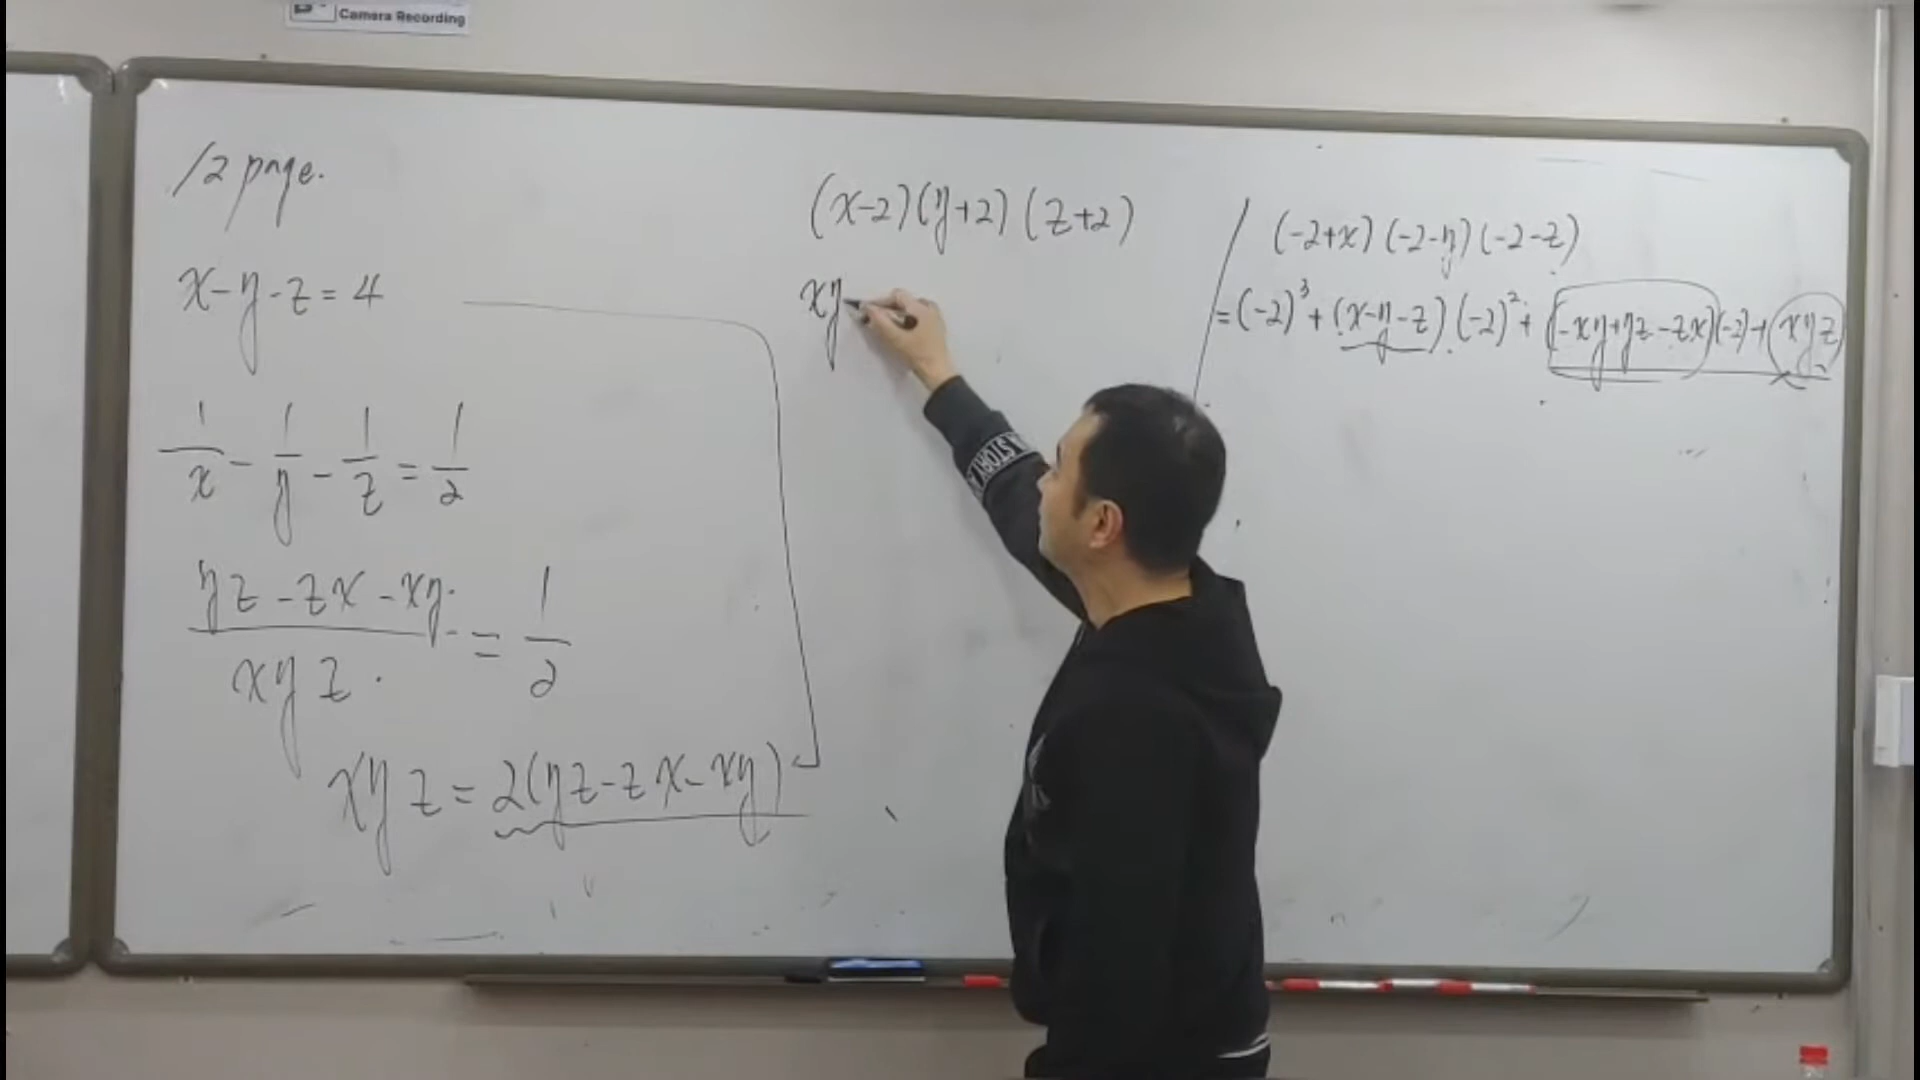 Camera Recording
12 page.
x-y-z=4
1/x - 1/y - 1/z = 1/2
(yz-zx-xy)/xyz = 1/2
xyz=2(yz-zx-xy)
(x-2)(y+2)(z+2)
xy
(-2+x)(-2-y)(-2-z)
=(-2)³+(x-y-z)(-2)²+(-xy+yz-zx)(-2)+(xyz)